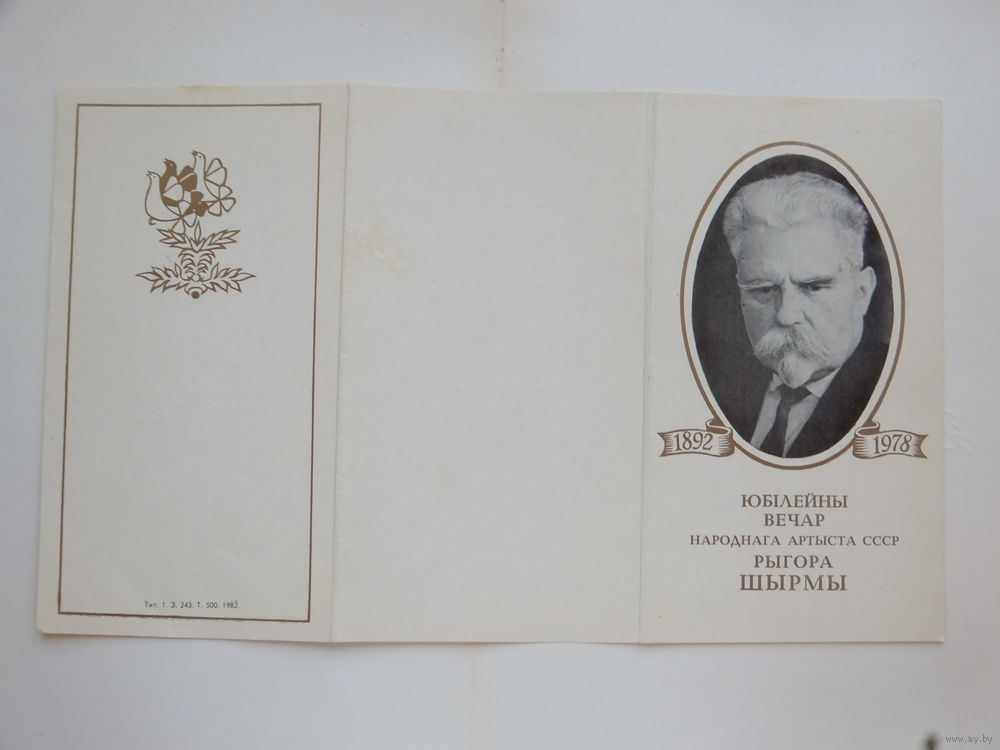 Тип. 1. З. 243. Т. 500. 1982.
1892
1978
ЮБІЛЕЙНЫ
ВЕЧАР
НАРОДНАГА АРТЫСТА СССР
РЫГОРА
ШЫРМЫ
www.ay.by